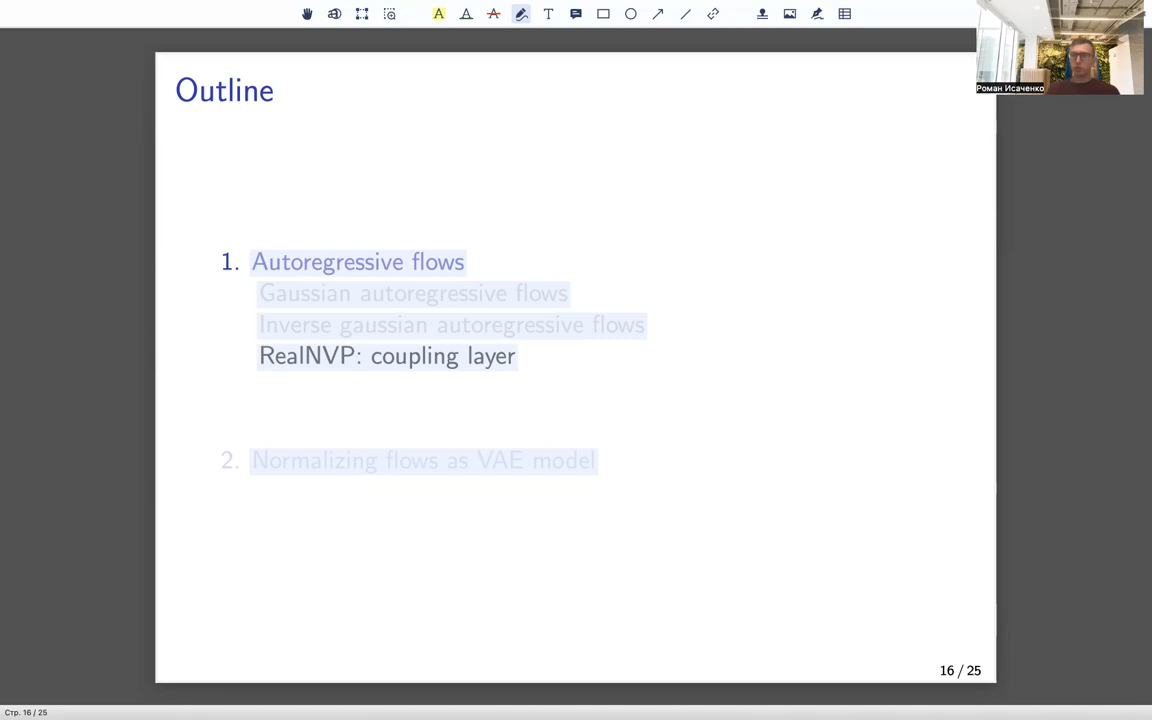 Роман Исаченко
Outline
1. Autoregressive flows
Gaussian autoregressive flows
Inverse gaussian autoregressive flows
RealNVP: coupling layer
2. Normalizing flows as VAE model
16 / 25
Стр. 16 / 25